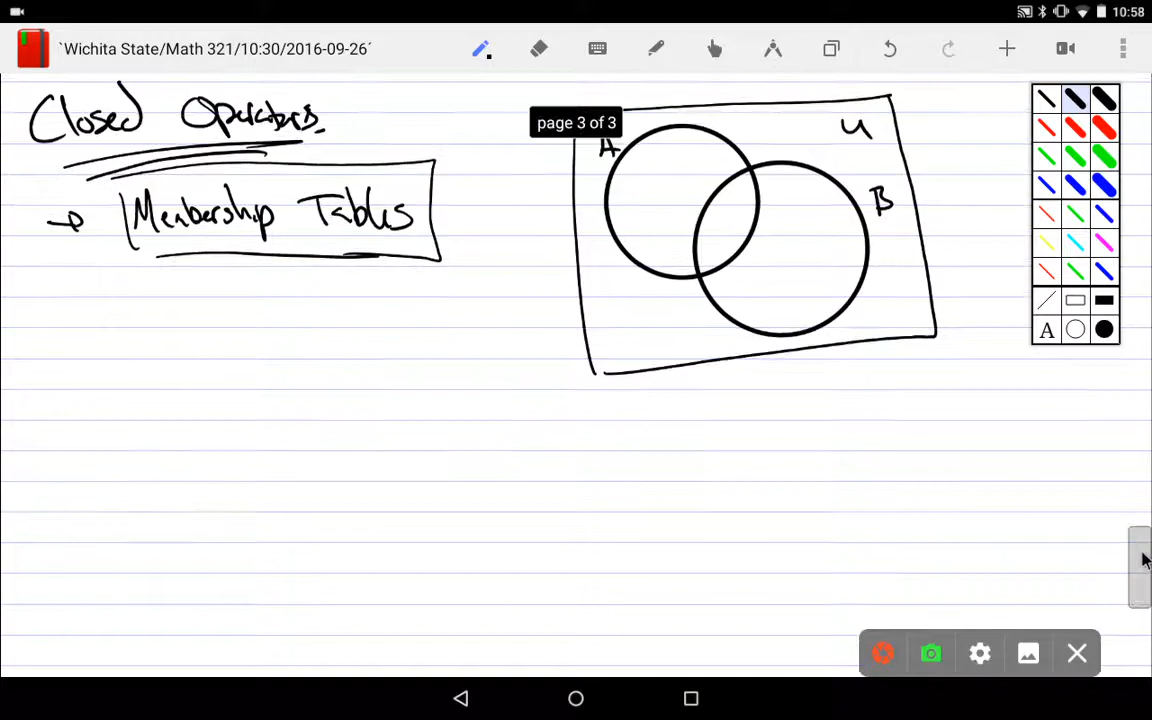 10:58
`Wichita State/Math 321/10:30/2016-09-26´
Closed Operators.
page 3 of 3
A
U
B
→ Membership Tables
A